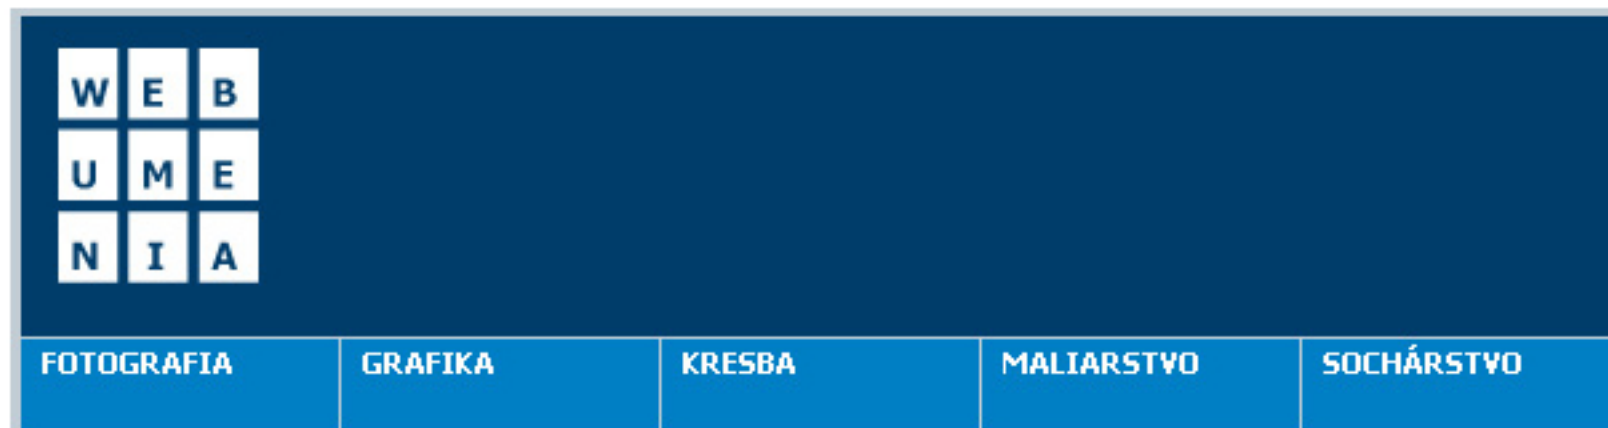 W E B
U M E
N I A
FOTOGRAFIA GRAFIKA KRESBA MALIARSTVO SOCHÁRSTVO